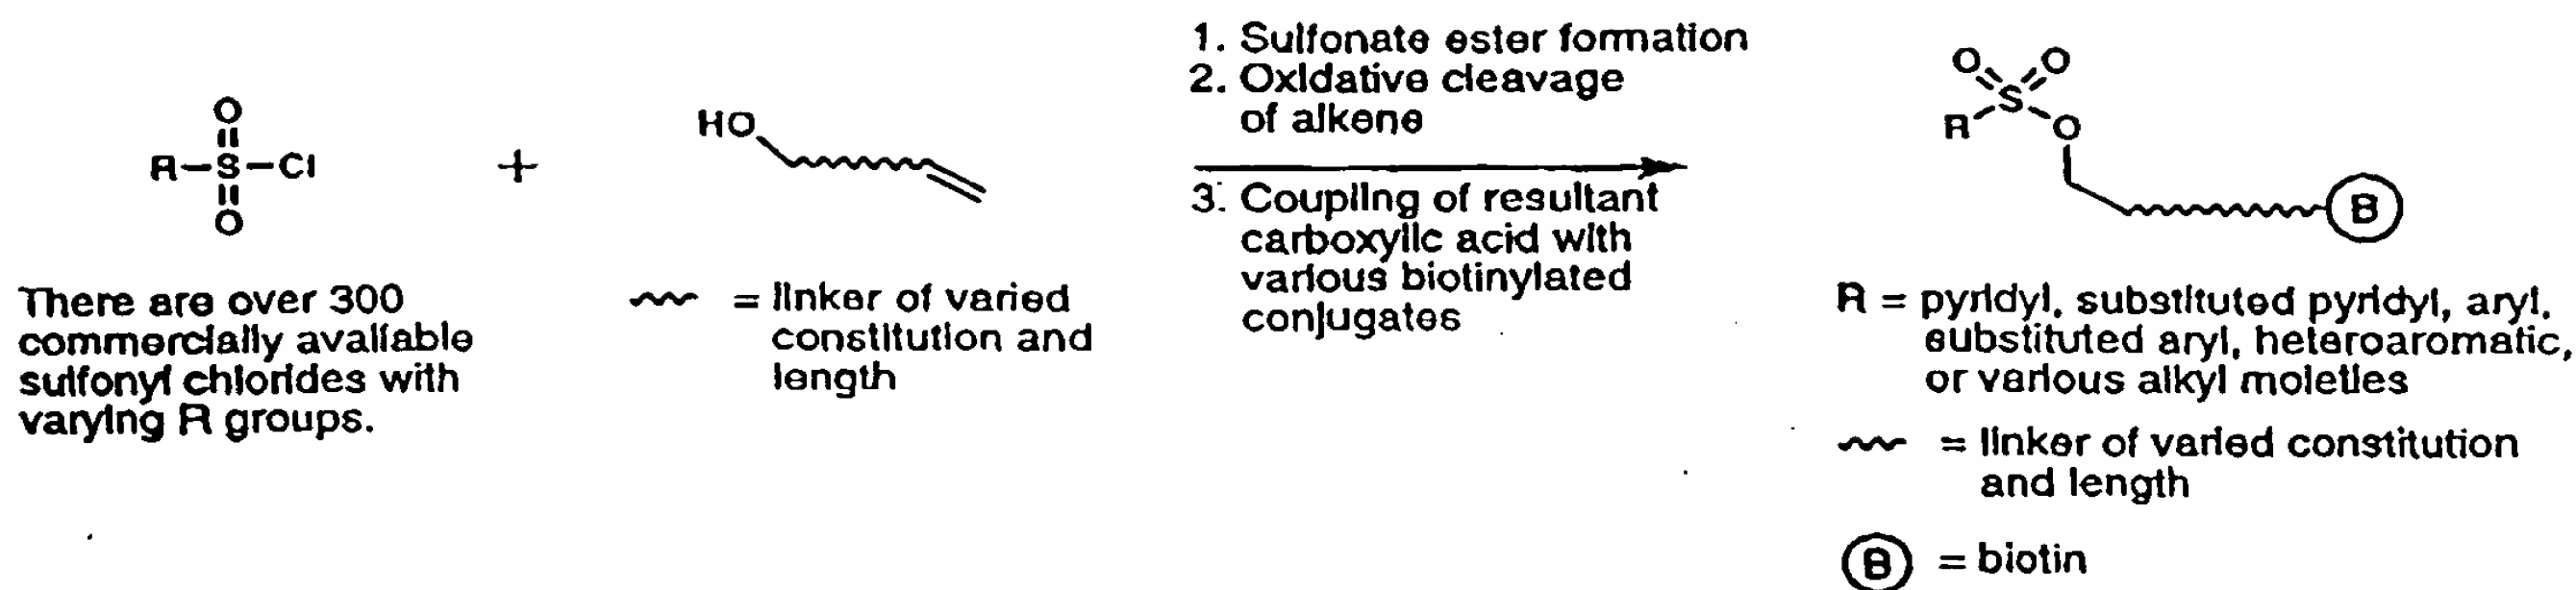 1. Sulfonate ester formation
2. Oxidative cleavage
of alkene
3. Coupling of resultant
carboxylic acid with
various biotinylated
conjugates
O
R-S-Cl
O
+
HO
O O
S
R O
B
There are over 300
commercially available
sulfonyl chlorides with
varying R groups.
= linker of varied
constitution and
length
R = pyridyl, substituted pyridyl, aryl,
substituted aryl, heteroaromatic,
or various alkyl moieties
= linker of varied constitution
and length
B = biotin